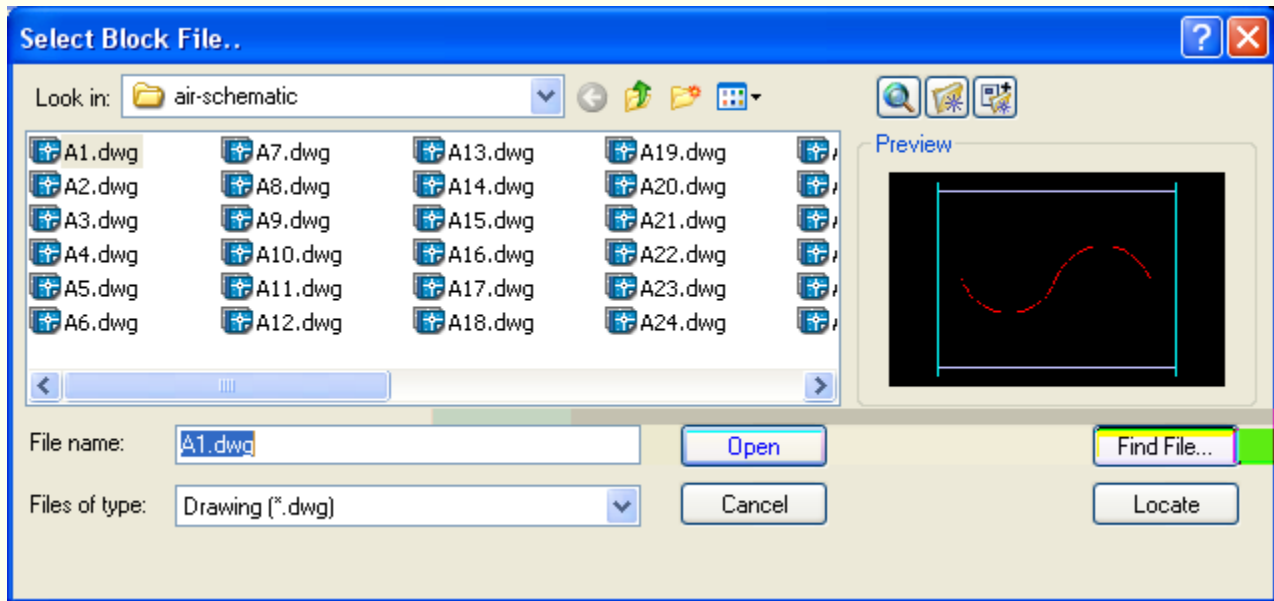 Select Block File..
Look in: air-schematic
A1.dwg A7.dwg A13.dwg A19.dwg
A2.dwg A8.dwg A14.dwg A20.dwg
A3.dwg A9.dwg A15.dwg A21.dwg
A4.dwg A10.dwg A16.dwg A22.dwg
A5.dwg A11.dwg A17.dwg A23.dwg
A6.dwg A12.dwg A18.dwg A24.dwg
Preview
File name: A1.dwg Open Find File...
Files of type: Drawing (*.dwg) Cancel Locate